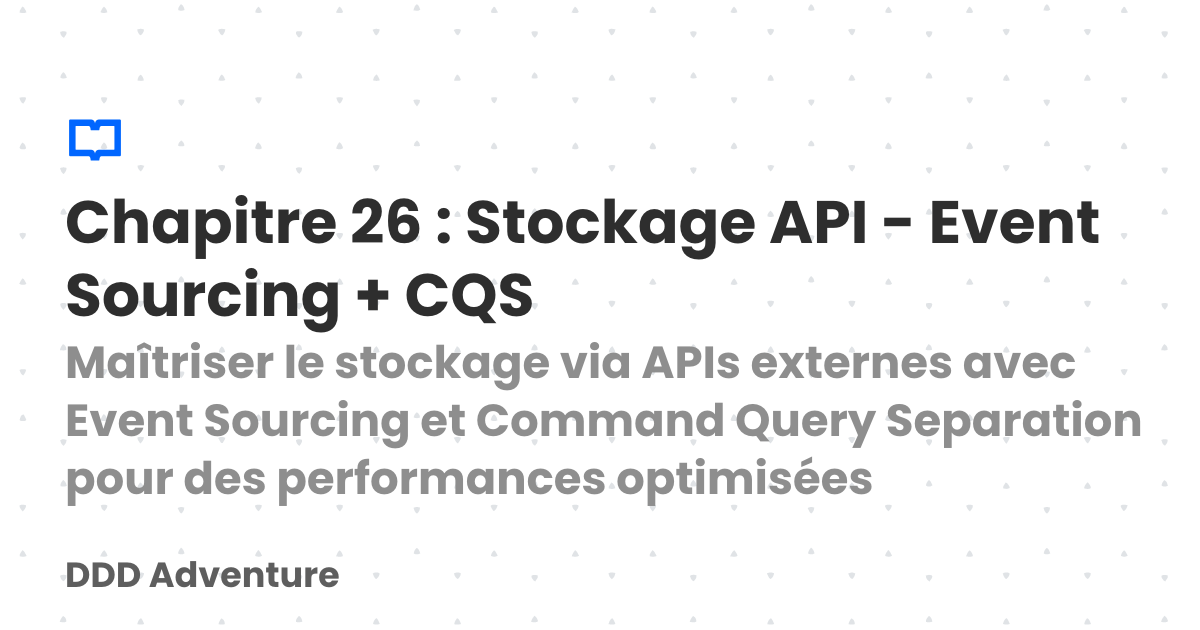 Chapitre 26 : Stockage API - Event
Sourcing + CQS
Maîtriser le stockage via APIs externes avec
Event Sourcing et Command Query Separation
pour des performances optimisées
DDD Adventure